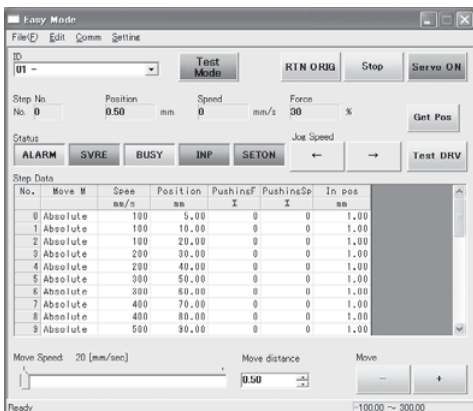 Easy Mode
File(F) Edit Comm Setting
ID
01 -
Test Mode
RTN ORIG
Stop
Servo ON
Step No. Position Speed Force
No. 0 0.50 mm 0 mm/s 30 %
Get Pos
Status
Jog Speed
ALARM SVRE BUSY INP SETON ← → Test DRV
Step Data
No. Move M Spee Position PushingF PushingSp In pos
mm/s mm % % mm
0 Absolute 100 5.00 0 0 1.00
1 Absolute 100 10.00 0 0 1.00
2 Absolute 100 20.00 0 0 1.00
3 Absolute 200 30.00 0 0 1.00
4 Absolute 200 40.00 0 0 1.00
5 Absolute 300 50.00 0 0 1.00
6 Absolute 300 60.00 0 0 1.00
7 Absolute 400 70.00 0 0 1.00
8 Absolute 400 80.00 0 0 1.00
9 Absolute 500 90.00 0 0 1.00
Move Speed: 20 [mm/sec] Move distance Move
0.50 - +
Ready -100.00 ~ 300.00